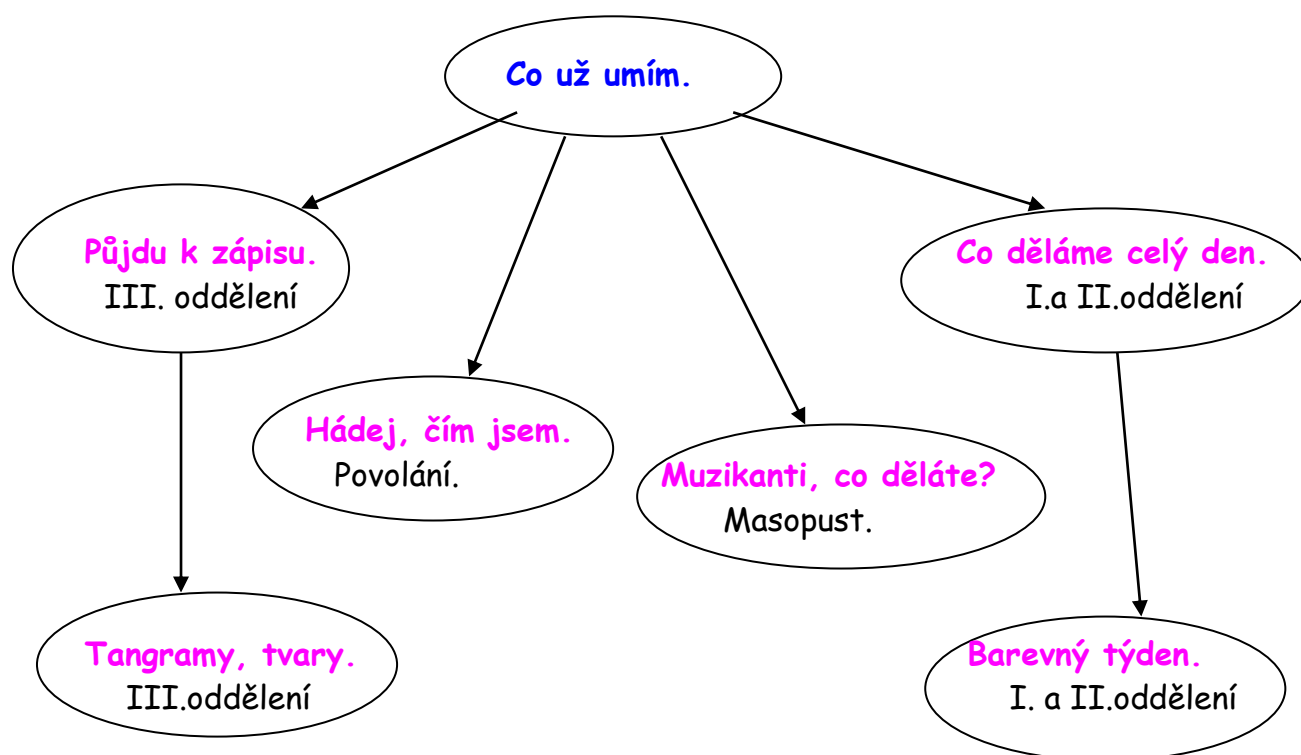 Co už umím.
Půjdu k zápisu.
III. oddělení
Co děláme celý den.
I.a II.oddělení
Hádej, čím jsem.
Povolání.
Muzikanti, co děláte?
Masopust.
Tangramy, tvary.
III.oddělení
Barevný týden.
I. a II.oddělení